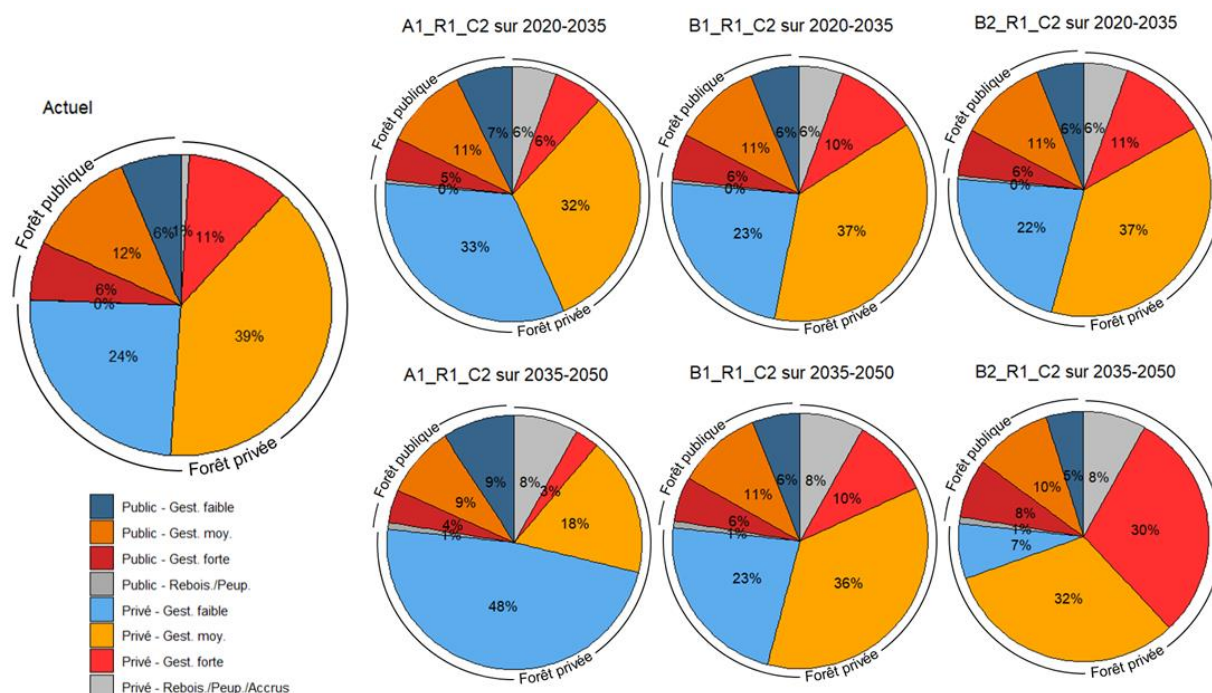 A1_R1_C2 sur 2020-2035
B1_R1_C2 sur 2020-2035
B2_R1_C2 sur 2020-2035
Actuel
Forêt publique
6%
1%
11%
12%
6%
0%
24%
39%
Forêt privée
Forêt publique
7%
6%
6%
11%
5%
0%
32%
33%
Forêt privée
Forêt publique
6%
6%
10%
11%
6%
0%
23%
37%
Forêt privée
Forêt publique
6%
6%
11%
11%
6%
0%
22%
37%
Forêt privée
A1_R1_C2 sur 2035-2050
B1_R1_C2 sur 2035-2050
B2_R1_C2 sur 2035-2050
Forêt publique
9%
8%
3%
9%
4%
1%
18%
48%
Forêt privée
Forêt publique
6%
8%
10%
11%
6%
1%
23%
36%
Forêt privée
Forêt publique
5%
8%
10%
8%
1%
30%
7%
32%
Forêt privée
Public - Gest. faible
Public - Gest. moy.
Public - Gest. forte
Public - Rebois./Peup.
Privé - Gest. faible
Privé - Gest. moy.
Privé - Gest. forte
Privé - Rebois./Peup./Accrus